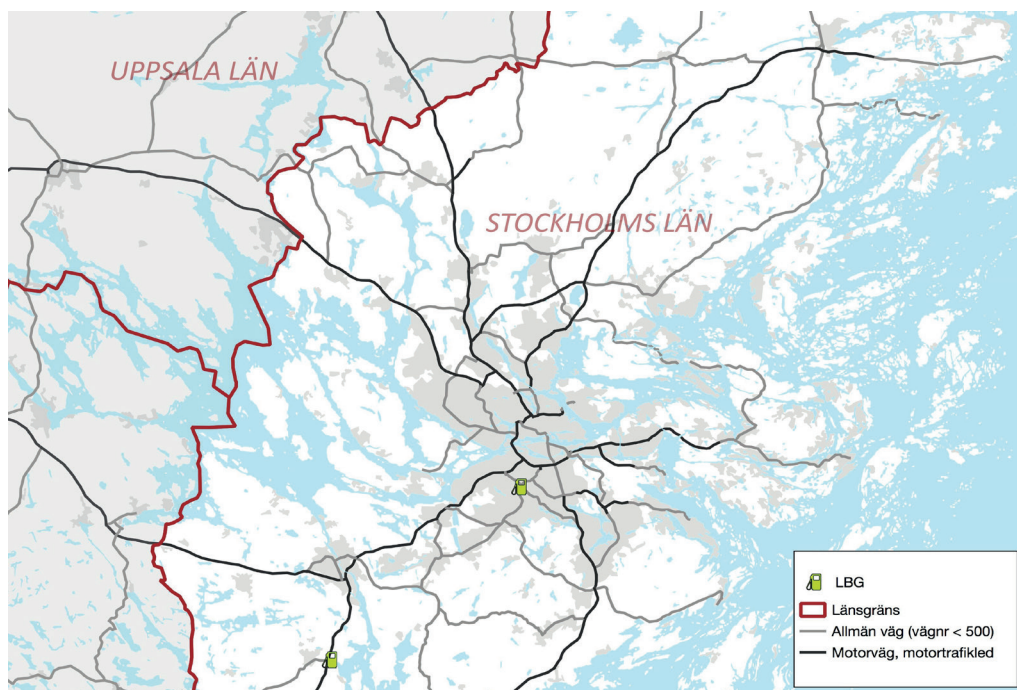 UPPSALA LÄN
STOCKHOLMS LÄN
LBG
Länsgräns
Allmän väg (vägnr < 500)
Motorväg, motortrafikled